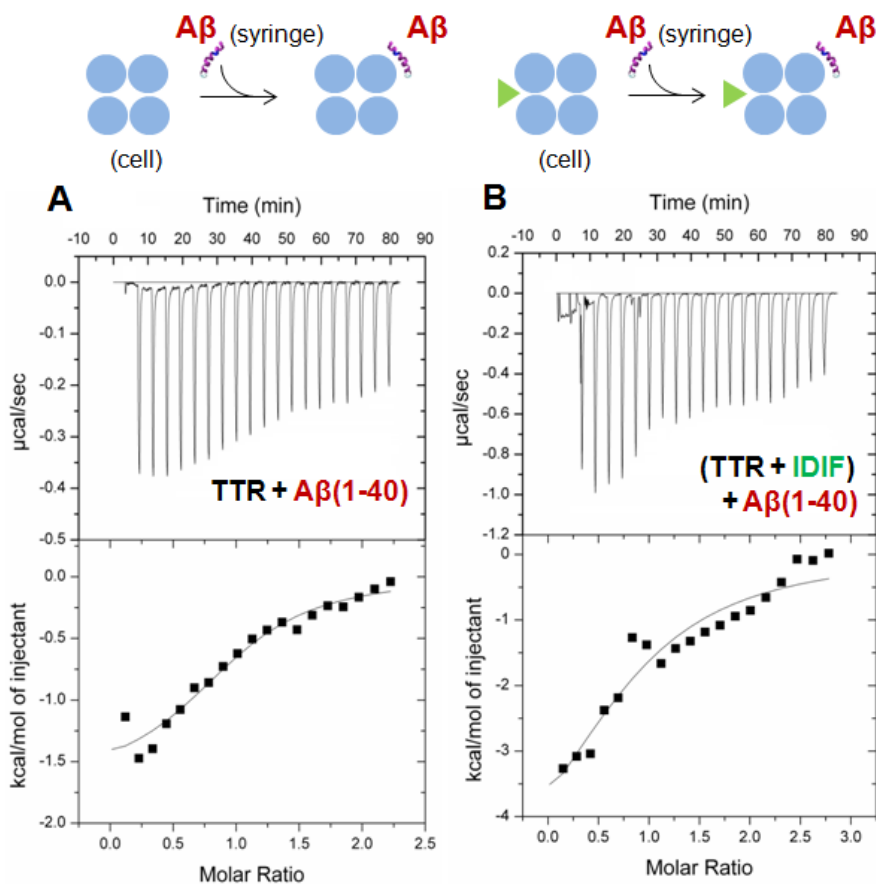 Aβ (syringe) Aβ
(cell)
Aβ (syringe) Aβ
(cell)
A
Time (min)
-10 0 10 20 30 40 50 60 70 80 90
0.0
-0.1
-0.2
-0.3
-0.4
-0.5
µcal/sec
TTR + Aβ(1-40)
0.0
-0.5
-1.0
-1.5
-2.0
kcal/mol of injectant
0.0 0.5 1.0 1.5 2.0 2.5
Molar Ratio
B
Time (min)
-10 0 10 20 30 40 50 60 70 80 90
0.2
0.0
-0.2
-0.4
-0.6
-0.8
-1.0
-1.2
µcal/sec
(TTR + IDIF)
+ Aβ(1-40)
0
-1
-2
-3
-4
kcal/mol of injectant
0.0 0.5 1.0 1.5 2.0 2.5 3.0
Molar Ratio